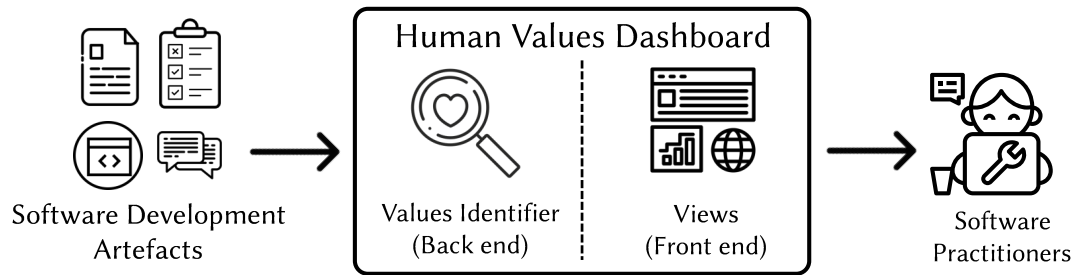 Human Values Dashboard
Software Development
Artefacts
Values Identifier
(Back end)
Views
(Front end)
Software
Practitioners